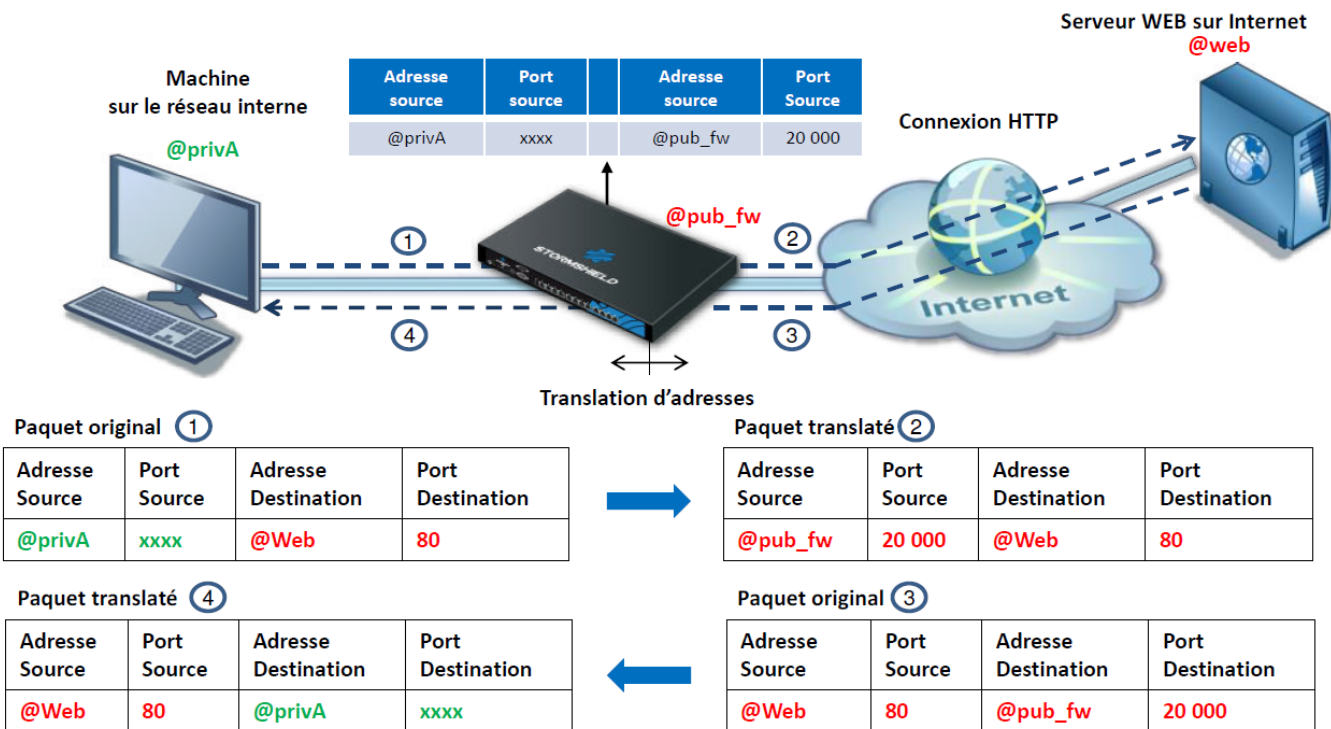 Serveur WEB sur Internet
@web
Machine
sur le réseau interne
@privA
Adresse source | Port source | | Adresse source | Port Source
@privA | xxxx | | @pub_fw | 20 000
Connexion HTTP
@pub_fw
1
2
STORMSHIELD
Internet
4
3
Translation d'adresses
Paquet original 1
Adresse Source | Port Source | Adresse Destination | Port Destination
@privA | xxxx | @Web | 80
Paquet translaté 2
Adresse Source | Port Source | Adresse Destination | Port Destination
@pub_fw | 20 000 | @Web | 80
Paquet translaté 4
Adresse Source | Port Source | Adresse Destination | Port Destination
@Web | 80 | @privA | xxxx
Paquet original 3
Adresse Source | Port Source | Adresse Destination | Port Destination
@Web | 80 | @pub_fw | 20 000